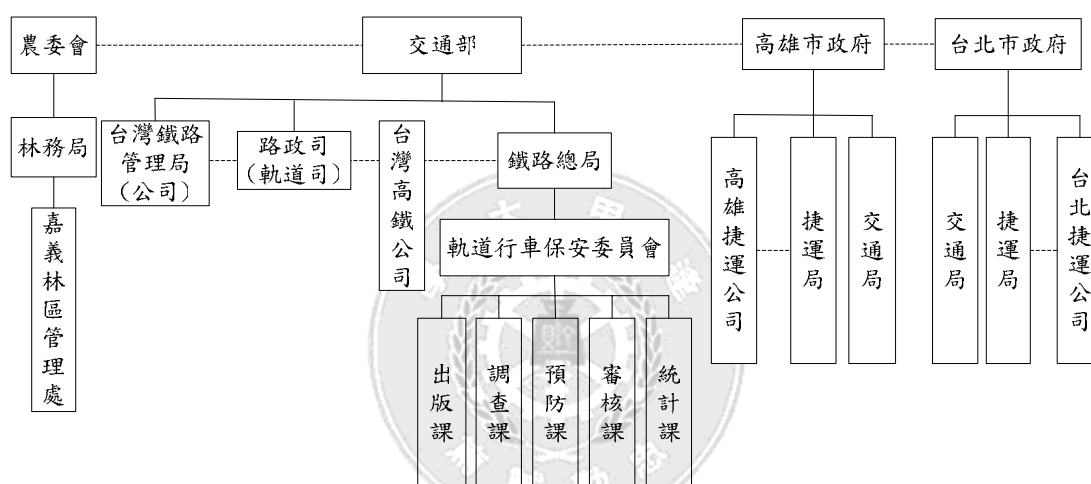 農委會
交通部
高雄市政府
台北市政府
林務局
台灣鐵路
管理局
(公司)
路政司
(軌道司)
台灣高鐵公司
鐵路總局
嘉義林區管理處
軌道行車保安委員會
高雄捷運公司
捷運局
交通局
交通局
捷運局
台北捷運公司
出版課
調查課
預防課
審核課
統計課